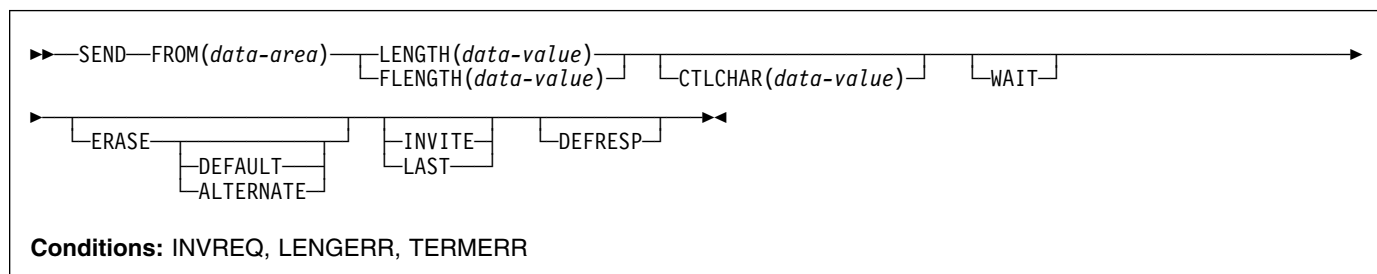 SEND FROM(data-area) LENGTH(data-value)
FLENGTH(data-value) CTLCHAR(data-value) WAIT
ERASE INVITE DEFRESP
DEFAULT LAST
ALTERNATE
Conditions: INVREQ, LENGERR, TERMERR